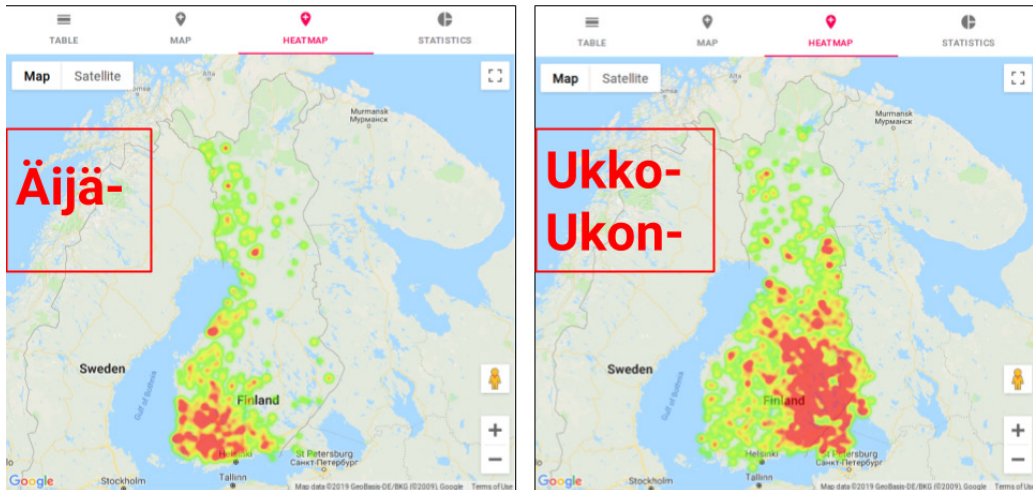 TABLE
MAP
HEATMAP
STATISTICS
Map
Satellite
Alta
Murmansk
Мурманск
Äijä-
Sweden
Gulf of Bothnia
Finland
Helsinki
St Petersburg
Санкт-Петербург
Tallinn
Stockholm
Google
Map data ©2019 GeoBasis-DE/BKG (©2009), Google
Terms of Use
TABLE
MAP
HEATMAP
STATISTICS
Map
Satellite
Alta
Murmansk
Мурманск
Ukko-
Ukon-
Sweden
Gulf of Bothnia
Finland
Helsinki
St Petersburg
Санкт-Петербург
Tallinn
Stockholm
Google
Map data ©2019 GeoBasis-DE/BKG (©2009), Google
Terms of Use